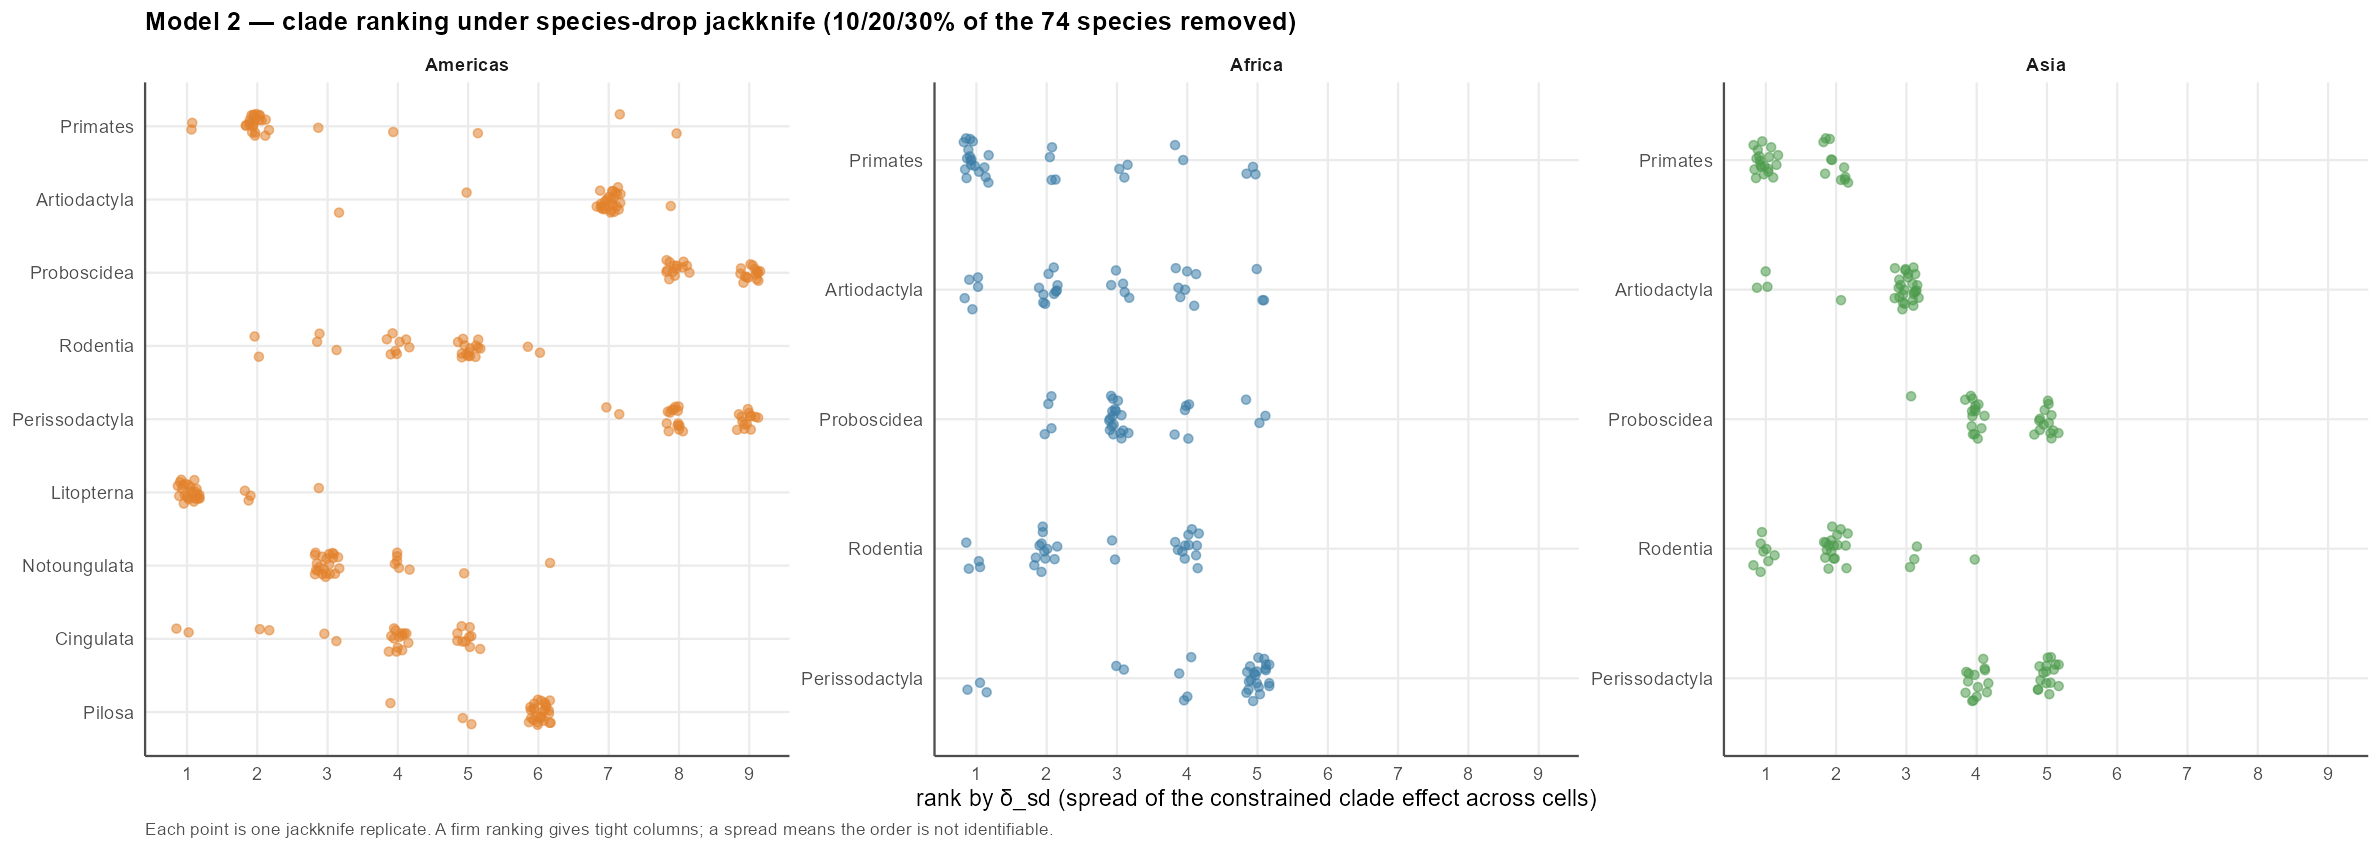 Model 2 — clade ranking under species-drop jackknife (10/20/30% of the 74 species removed)
Americas
Africa
Asia
Primates
Artiodactyla
Proboscidea
Rodentia
Perissodactyla
Litopterna
Notoungulata
Cingulata
Pilosa
1 2 3 4 5 6 7 8 9
Primates
Artiodactyla
Proboscidea
Rodentia
Perissodactyla
1 2 3 4 5 6 7 8 9
Primates
Artiodactyla
Proboscidea
Rodentia
Perissodactyla
1 2 3 4 5 6 7 8 9
rank by δ_sd (spread of the constrained clade effect across cells)
Each point is one jackknife replicate. A firm ranking gives tight columns; a spread means the order is not identifiable.